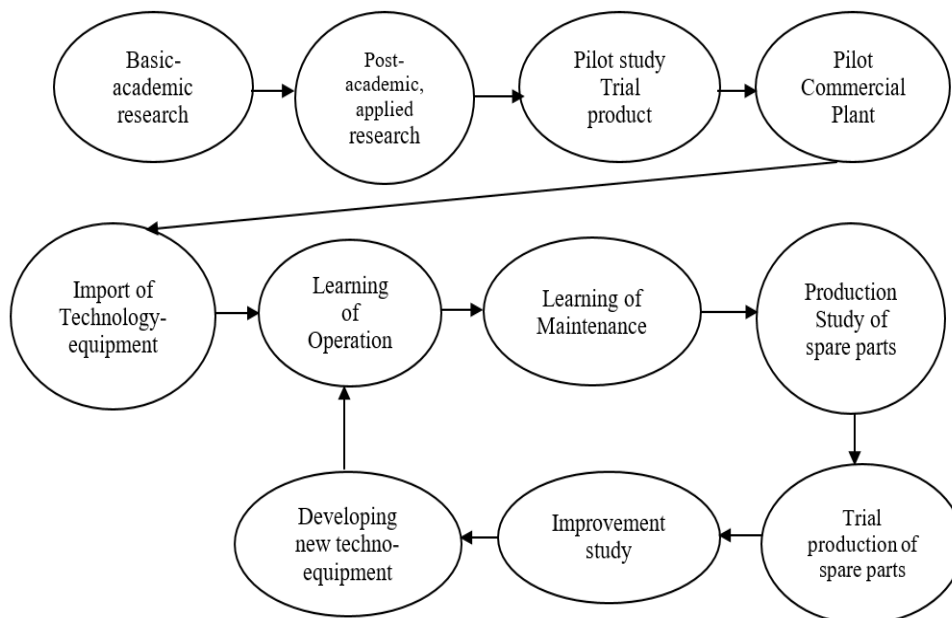 Basic-
academic
research
Post-
academic,
applied
research
Pilot study
Trial
product
Pilot
Commercial
Plant
Import of
Technology-
equipment
Learning
of
Operation
Learning of
Maintenance
Production
Study of
spare parts
Developing
new techno-
equipment
Improvement
study
Trial
production of
spare parts